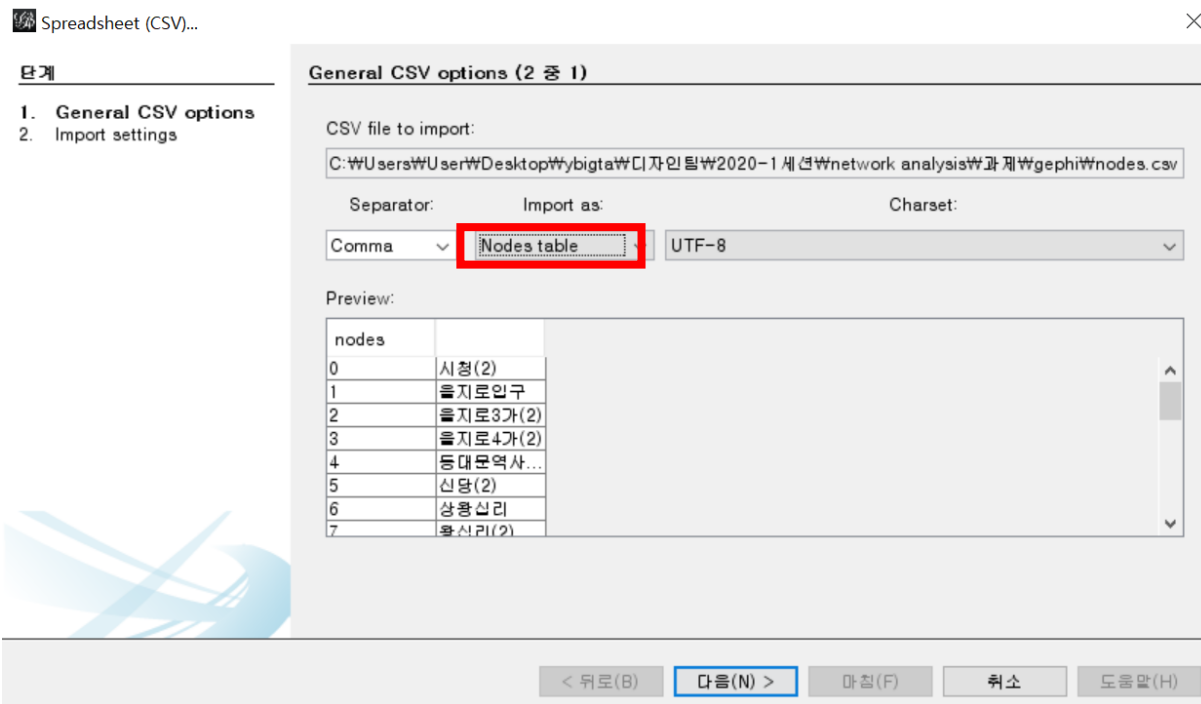 Spreadsheet (CSV)...
단계
1. General CSV options
2. Import settings
General CSV options (2 중 1)
CSV file to import:
C:₩Users₩User₩Desktop₩ybigta₩디자인팀₩2020-1세션₩network analysis₩과제₩gephi₩nodes.csv
Separator: Import as: Charset:
Comma Nodes table UTF-8
Preview:
nodes
0 시청(2)
1 을지로입구
2 을지로3가(2)
3 을지로4가(2)
4 동대문역사...
5 신당(2)
6 상왕십리
7 왕십리(2)
< 뒤로(B) 다음(N) > 마침(F) 취소 도움말(H)